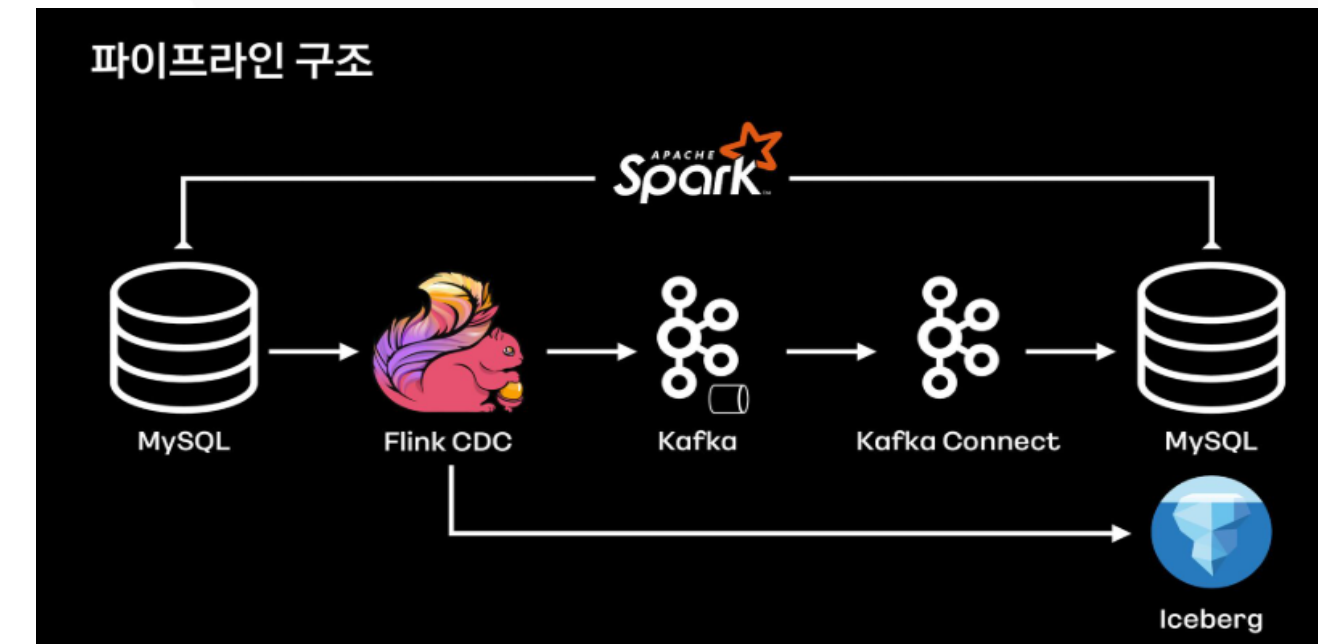 파이프라인 구조
APACHE
Spark
MySQL
Flink CDC
Kafka
Kafka Connect
MySQL
Iceberg